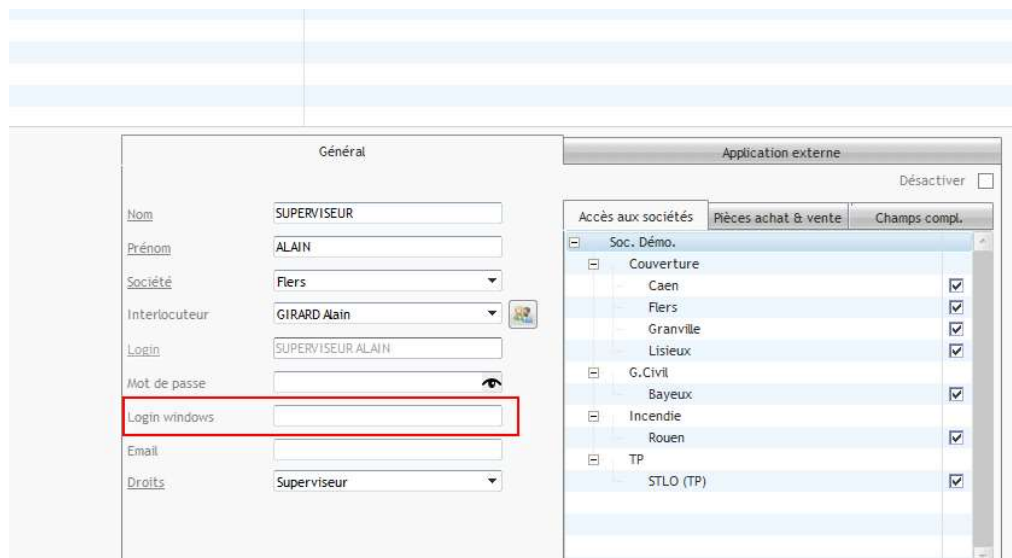 Général
Application externe
Désactiver
Nom SUPERVISEUR
Prénom ALAIN
Société Flers
Interlocuteur GIRARD Alain
Login SUPERVISEUR ALAIN
Mot de passe
Login windows
Email
Droits Superviseur
Accès aux sociétés Pièces achat & vente Champs compl.
Soc. Démo.
Couverture
Caen
Flers
Granville
Lisieux
G.Civil
Bayeux
Incendie
Rouen
TP
STLO (TP)